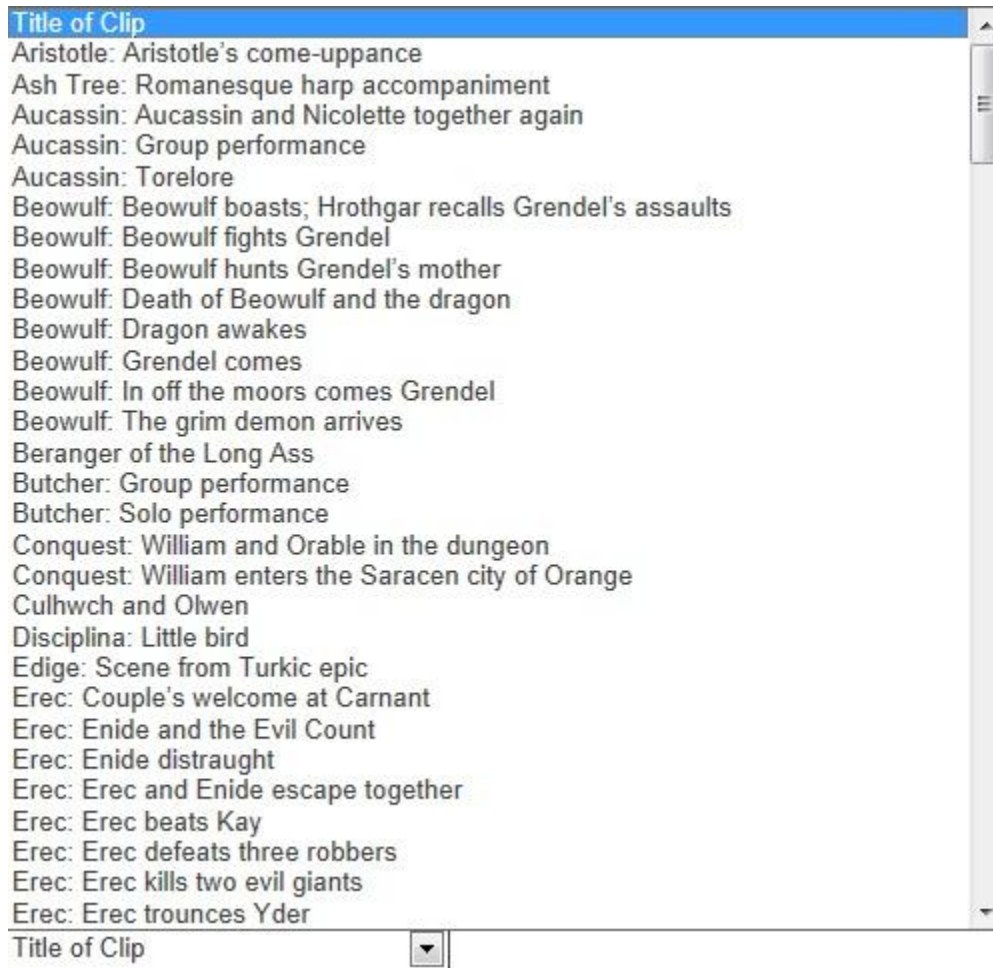 Title of Clip
Aristotle: Aristotle’s come-uppance
Ash Tree: Romanesque harp accompaniment
Aucassin: Aucassin and Nicolette together again
Aucassin: Group performance
Aucassin: Torelore
Beowulf: Beowulf boasts; Hrothgar recalls Grendel’s assaults
Beowulf: Beowulf fights Grendel
Beowulf: Beowulf hunts Grendel’s mother
Beowulf: Death of Beowulf and the dragon
Beowulf: Dragon awakes
Beowulf: Grendel comes
Beowulf: In off the moors comes Grendel
Beowulf: The grim demon arrives
Beranger of the Long Ass
Butcher: Group performance
Butcher: Solo performance
Conquest: William and Orable in the dungeon
Conquest: William enters the Saracen city of Orange
Culhwch and Olwen
Disciplina: Little bird
Edige: Scene from Turkic epic
Erec: Couple’s welcome at Carnant
Erec: Enide and the Evil Count
Erec: Enide distraught
Erec: Erec and Enide escape together
Erec: Erec beats Kay
Erec: Erec defeats three robbers
Erec: Erec kills two evil giants
Erec: Erec trounces Yder
Title of Clip